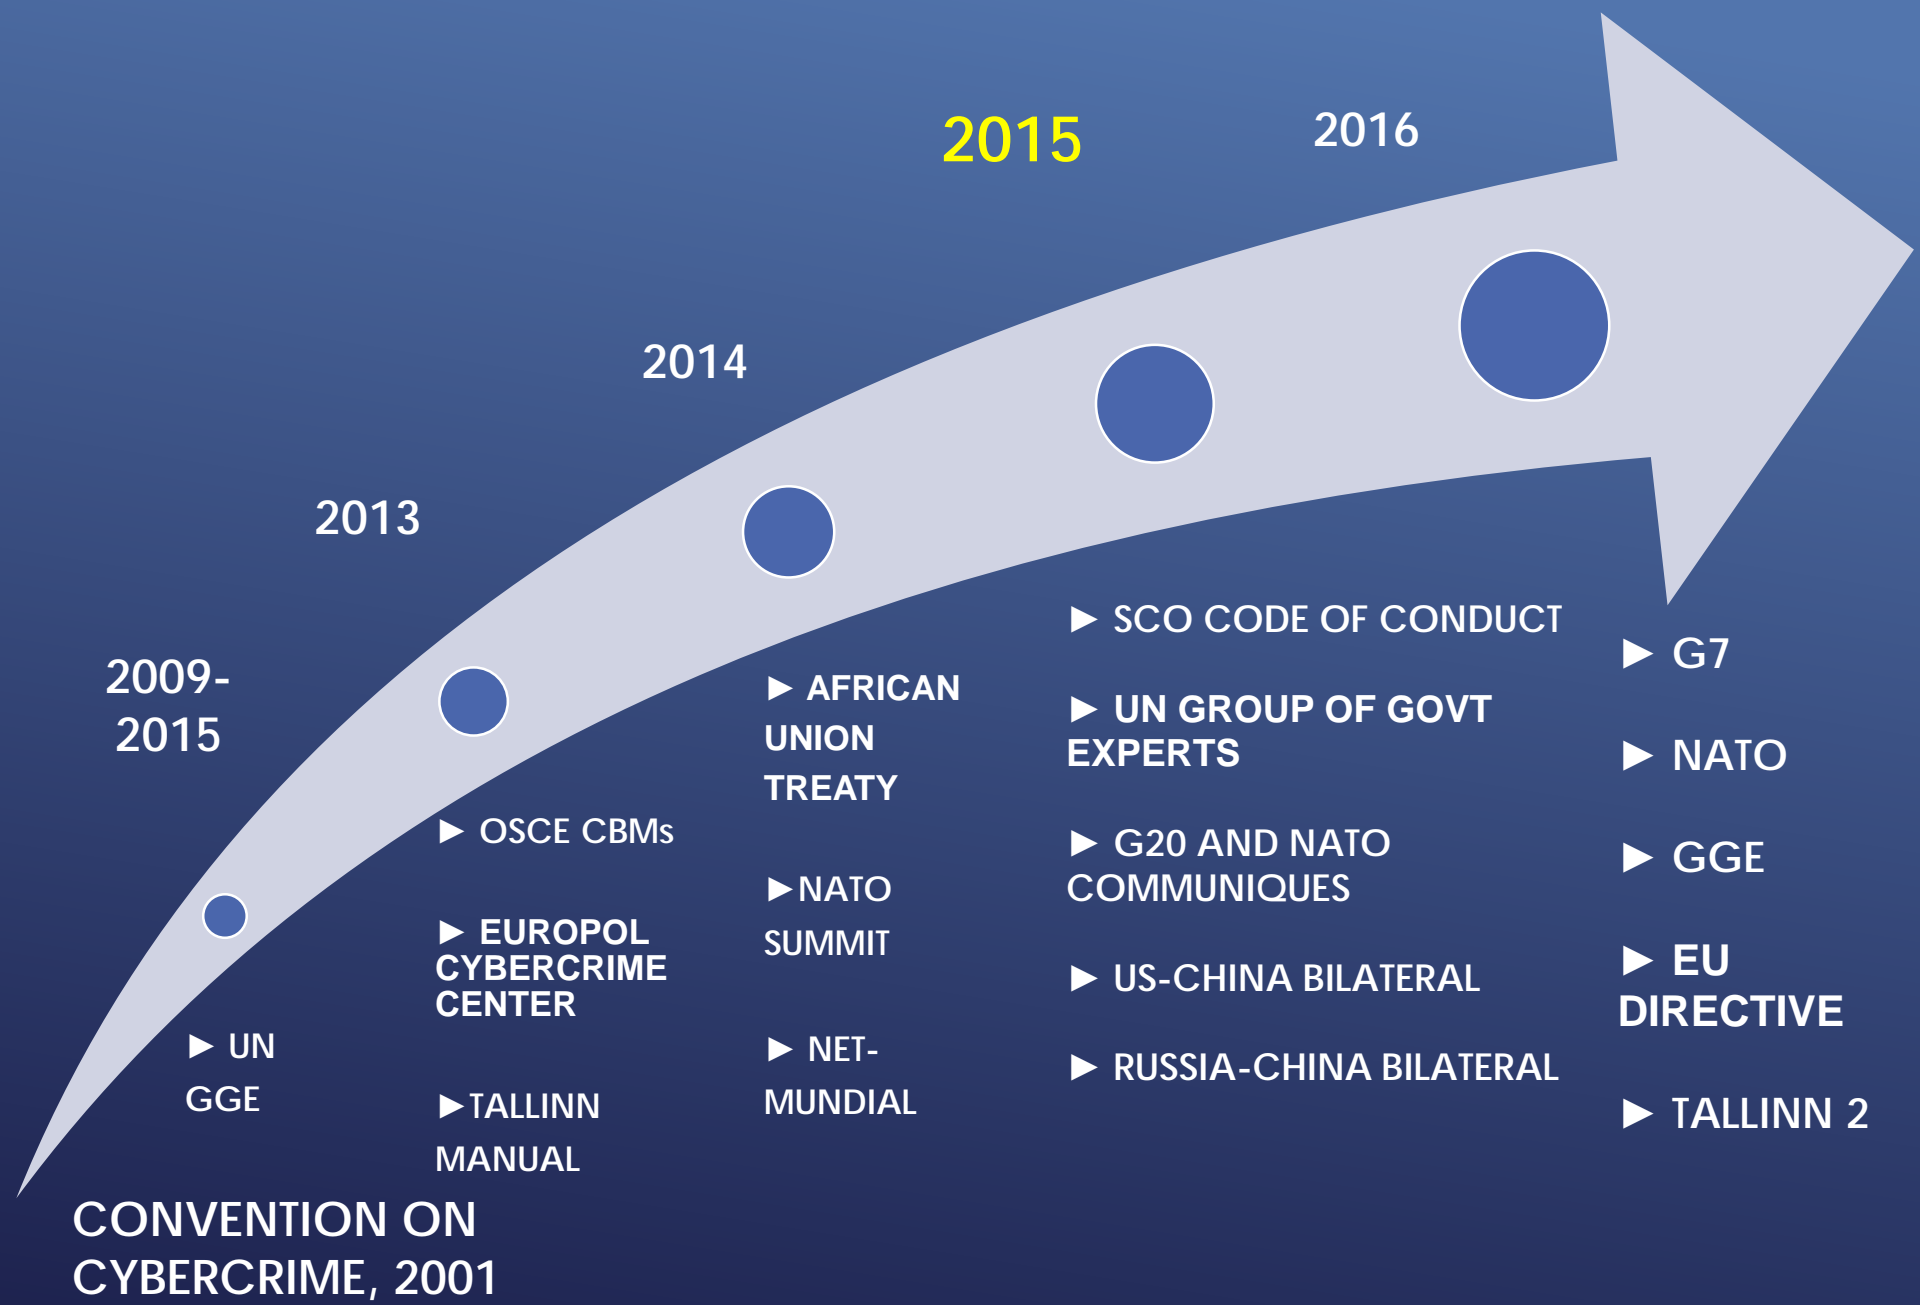 2015
2016
2014
2013
2009-
2015
► UN
GGE
► OSCE CBMs
► EUROPOL
CYBERCRIME
CENTER
►TALLINN
MANUAL
► AFRICAN
UNION
TREATY
►NATO
SUMMIT
► NET-
MUNDIAL
► SCO CODE OF CONDUCT
► UN GROUP OF GOVT
EXPERTS
► G20 AND NATO
COMMUNIQUES
► US-CHINA BILATERAL
► RUSSIA-CHINA BILATERAL
► G7
► NATO
► GGE
► EU
DIRECTIVE
► TALLINN 2
CONVENTION ON
CYBERCRIME, 2001